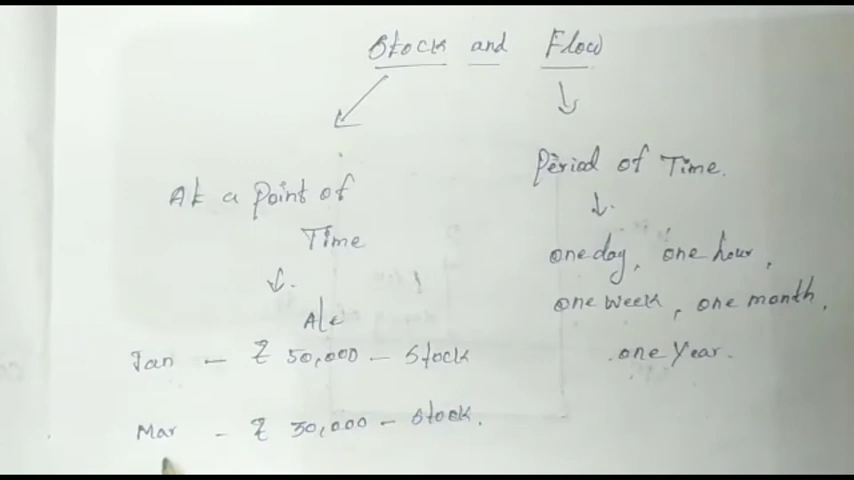 Stock and Flow
At a point of
Time
A/c
Jan - ₹ 50,000 - Stock
Mar - ₹ 30,000 - Stock.
Period of Time.
one day, one hour,
one week, one month,
one Year.